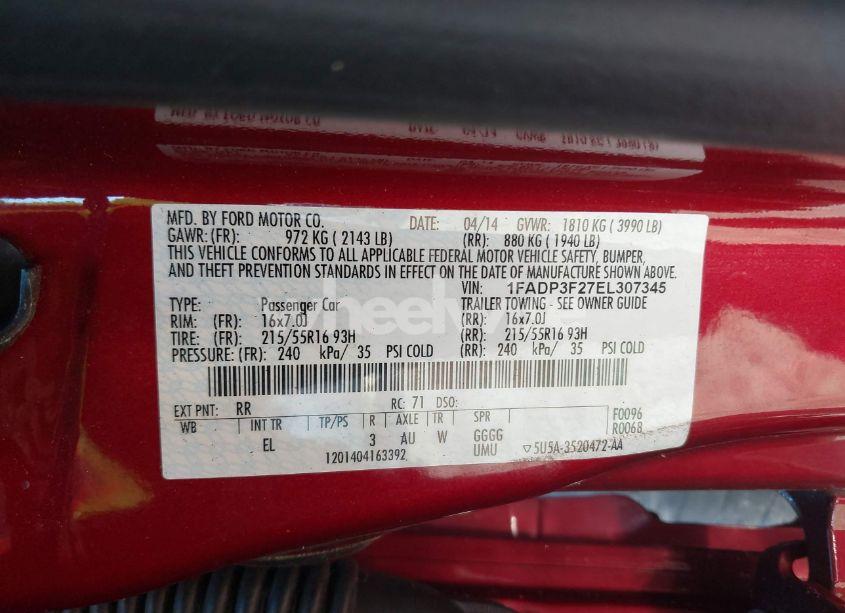 MFD. BY FORD MOTOR CO. DATE: 04/14 GVWR: 1810 KG ( 3990 LB)
GAWR: (FR): 972 KG ( 2143 LB) (RR): 880 KG ( 1940 LB)
THIS VEHICLE CONFORMS TO ALL APPLICABLE FEDERAL MOTOR VEHICLE SAFETY, BUMPER,
AND THEFT PREVENTION STANDARDS IN EFFECT ON THE DATE OF MANUFACTURE SHOWN ABOVE.
VIN: 1FADP3F27EL307345
TYPE: Passenger Car TRAILER TOWING - SEE OWNER GUIDE
RIM: (FR): 16x7.0J (RR): 16x7.0J
TIRE: (FR): 215/55R16 93H (RR): 215/55R16 93H
PRESSURE: (FR): 240 kPa/ 35 PSI COLD (RR): 240 kPa/ 35 PSI COLD
EXT PNT: RR RC: 71 DSO: F0096
WB INT TR TP/PS R AXLE TR SPR R0068
EL 3 AU W GGGG
1201404163392 UMU ▽5U5A-3520472-AA